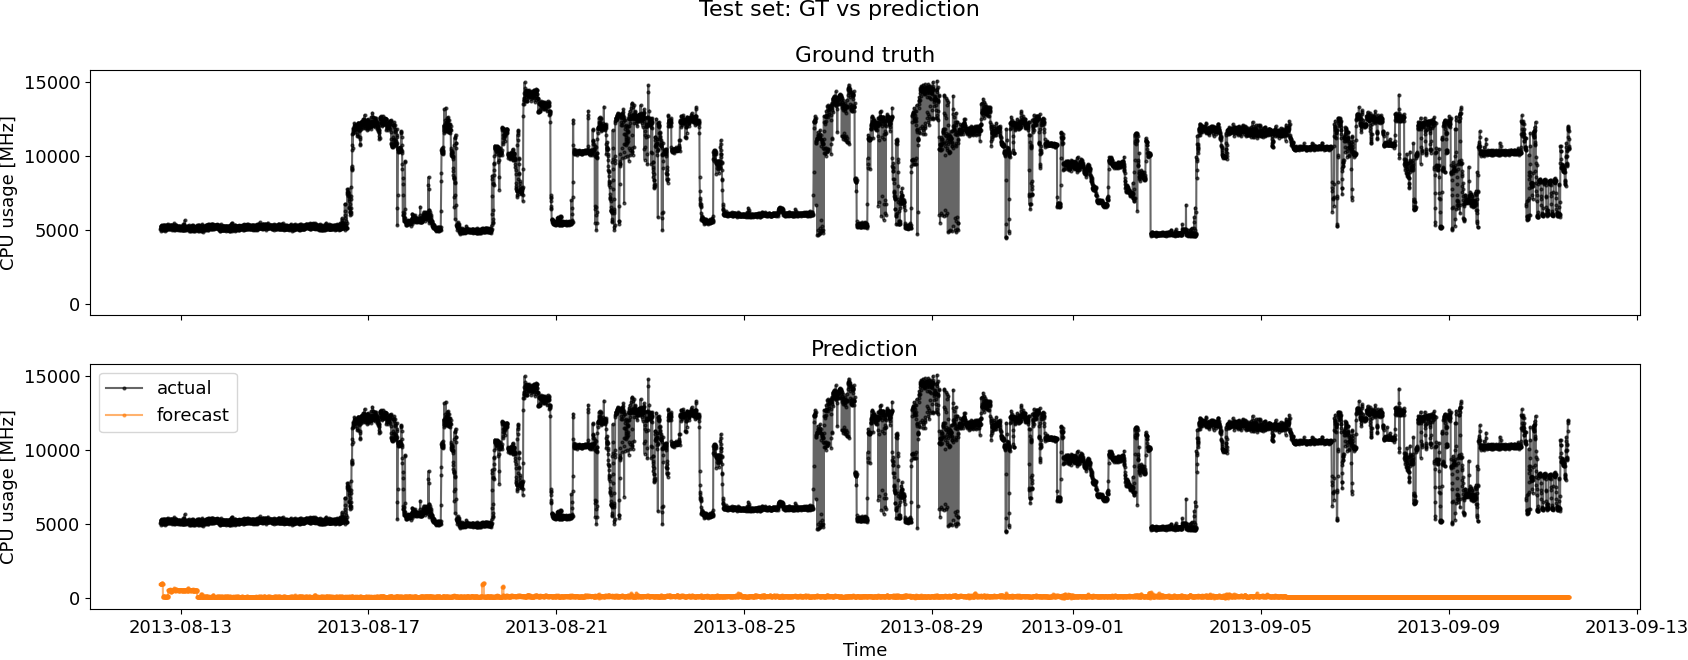 Test set: GT vs prediction
Ground truth
CPU usage [MHz]
15000
10000
5000
0
Prediction
CPU usage [MHz]
15000
10000
5000
0
actual
forecast
2013-08-13 2013-08-17 2013-08-21 2013-08-25 2013-08-29 2013-09-01 2013-09-05 2013-09-09 2013-09-13
Time